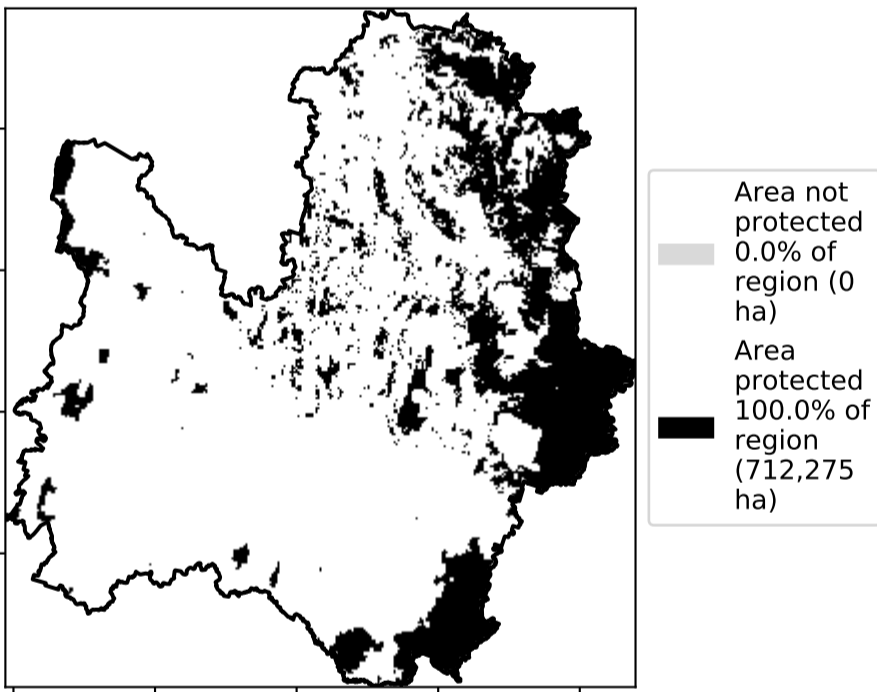 Area not
protected
0.0% of
region (0
ha)
Area
protected
100.0% of
region
(712,275
ha)